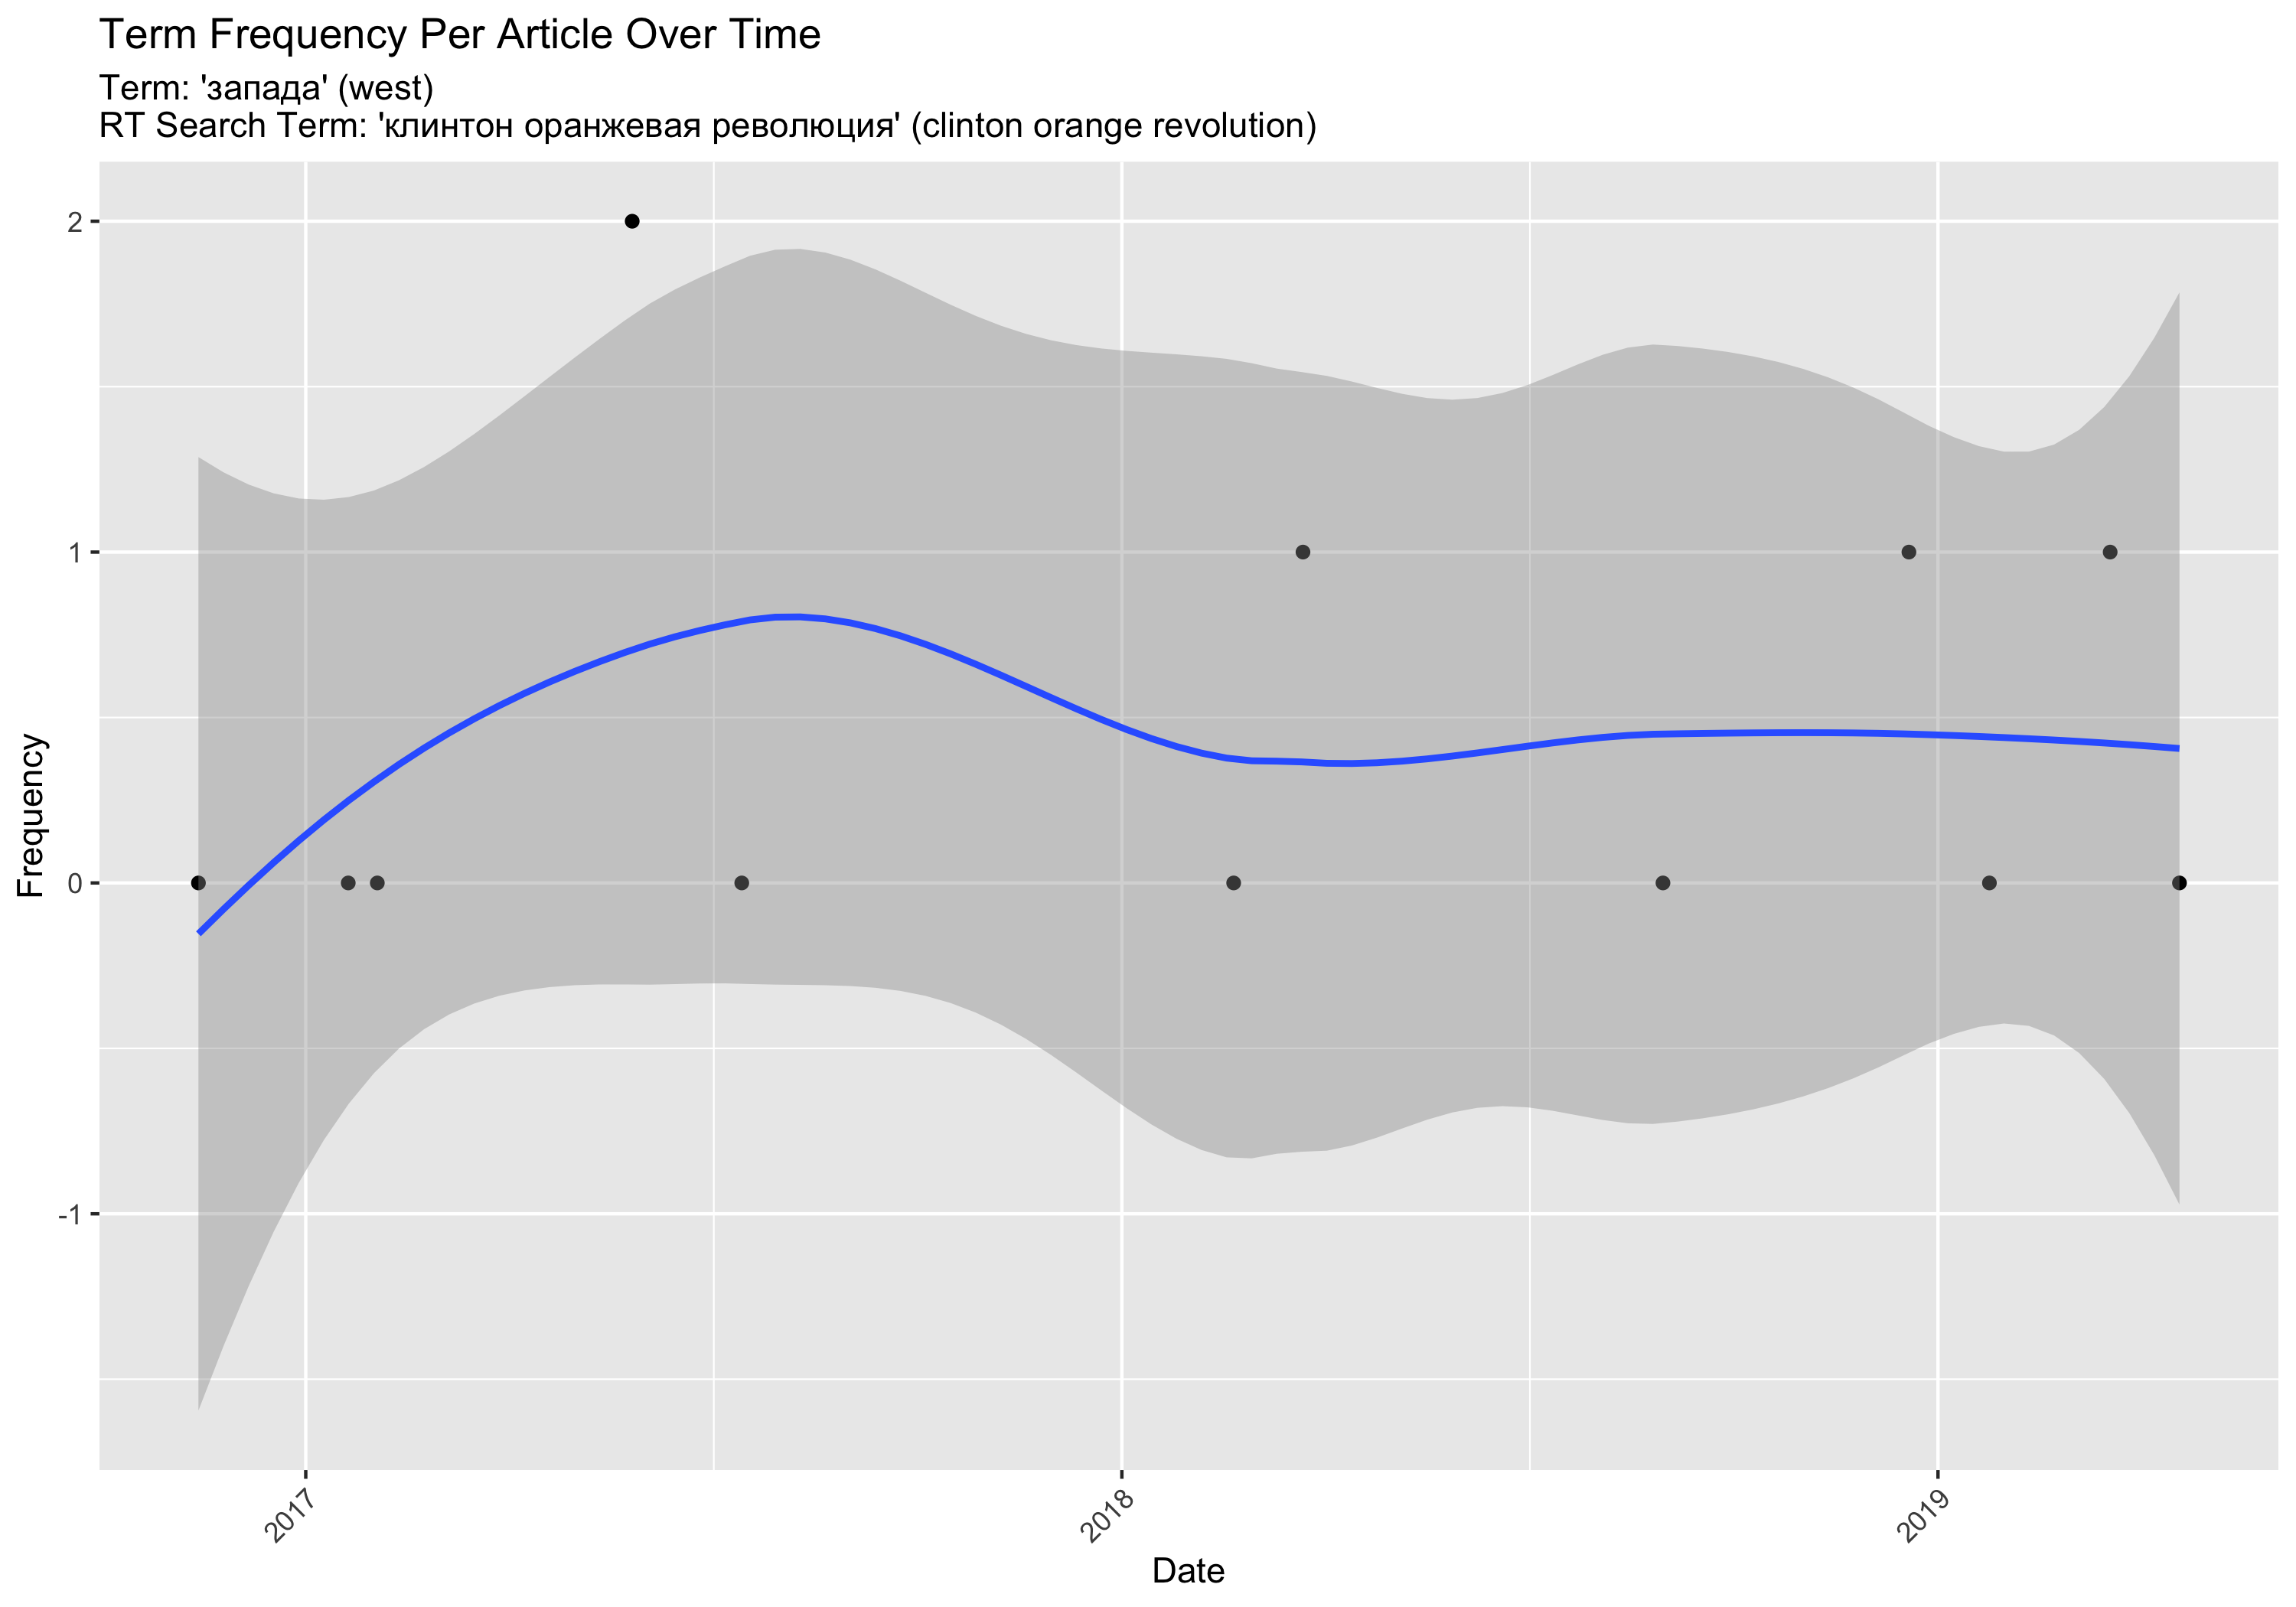 Term Frequency Per Article Over Time
Term: 'запада' (west)
RT Search Term: 'клинтон оранжевая революция' (clinton orange revolution)
2
1
0
-1
Frequency
2017
2018
2019
Date